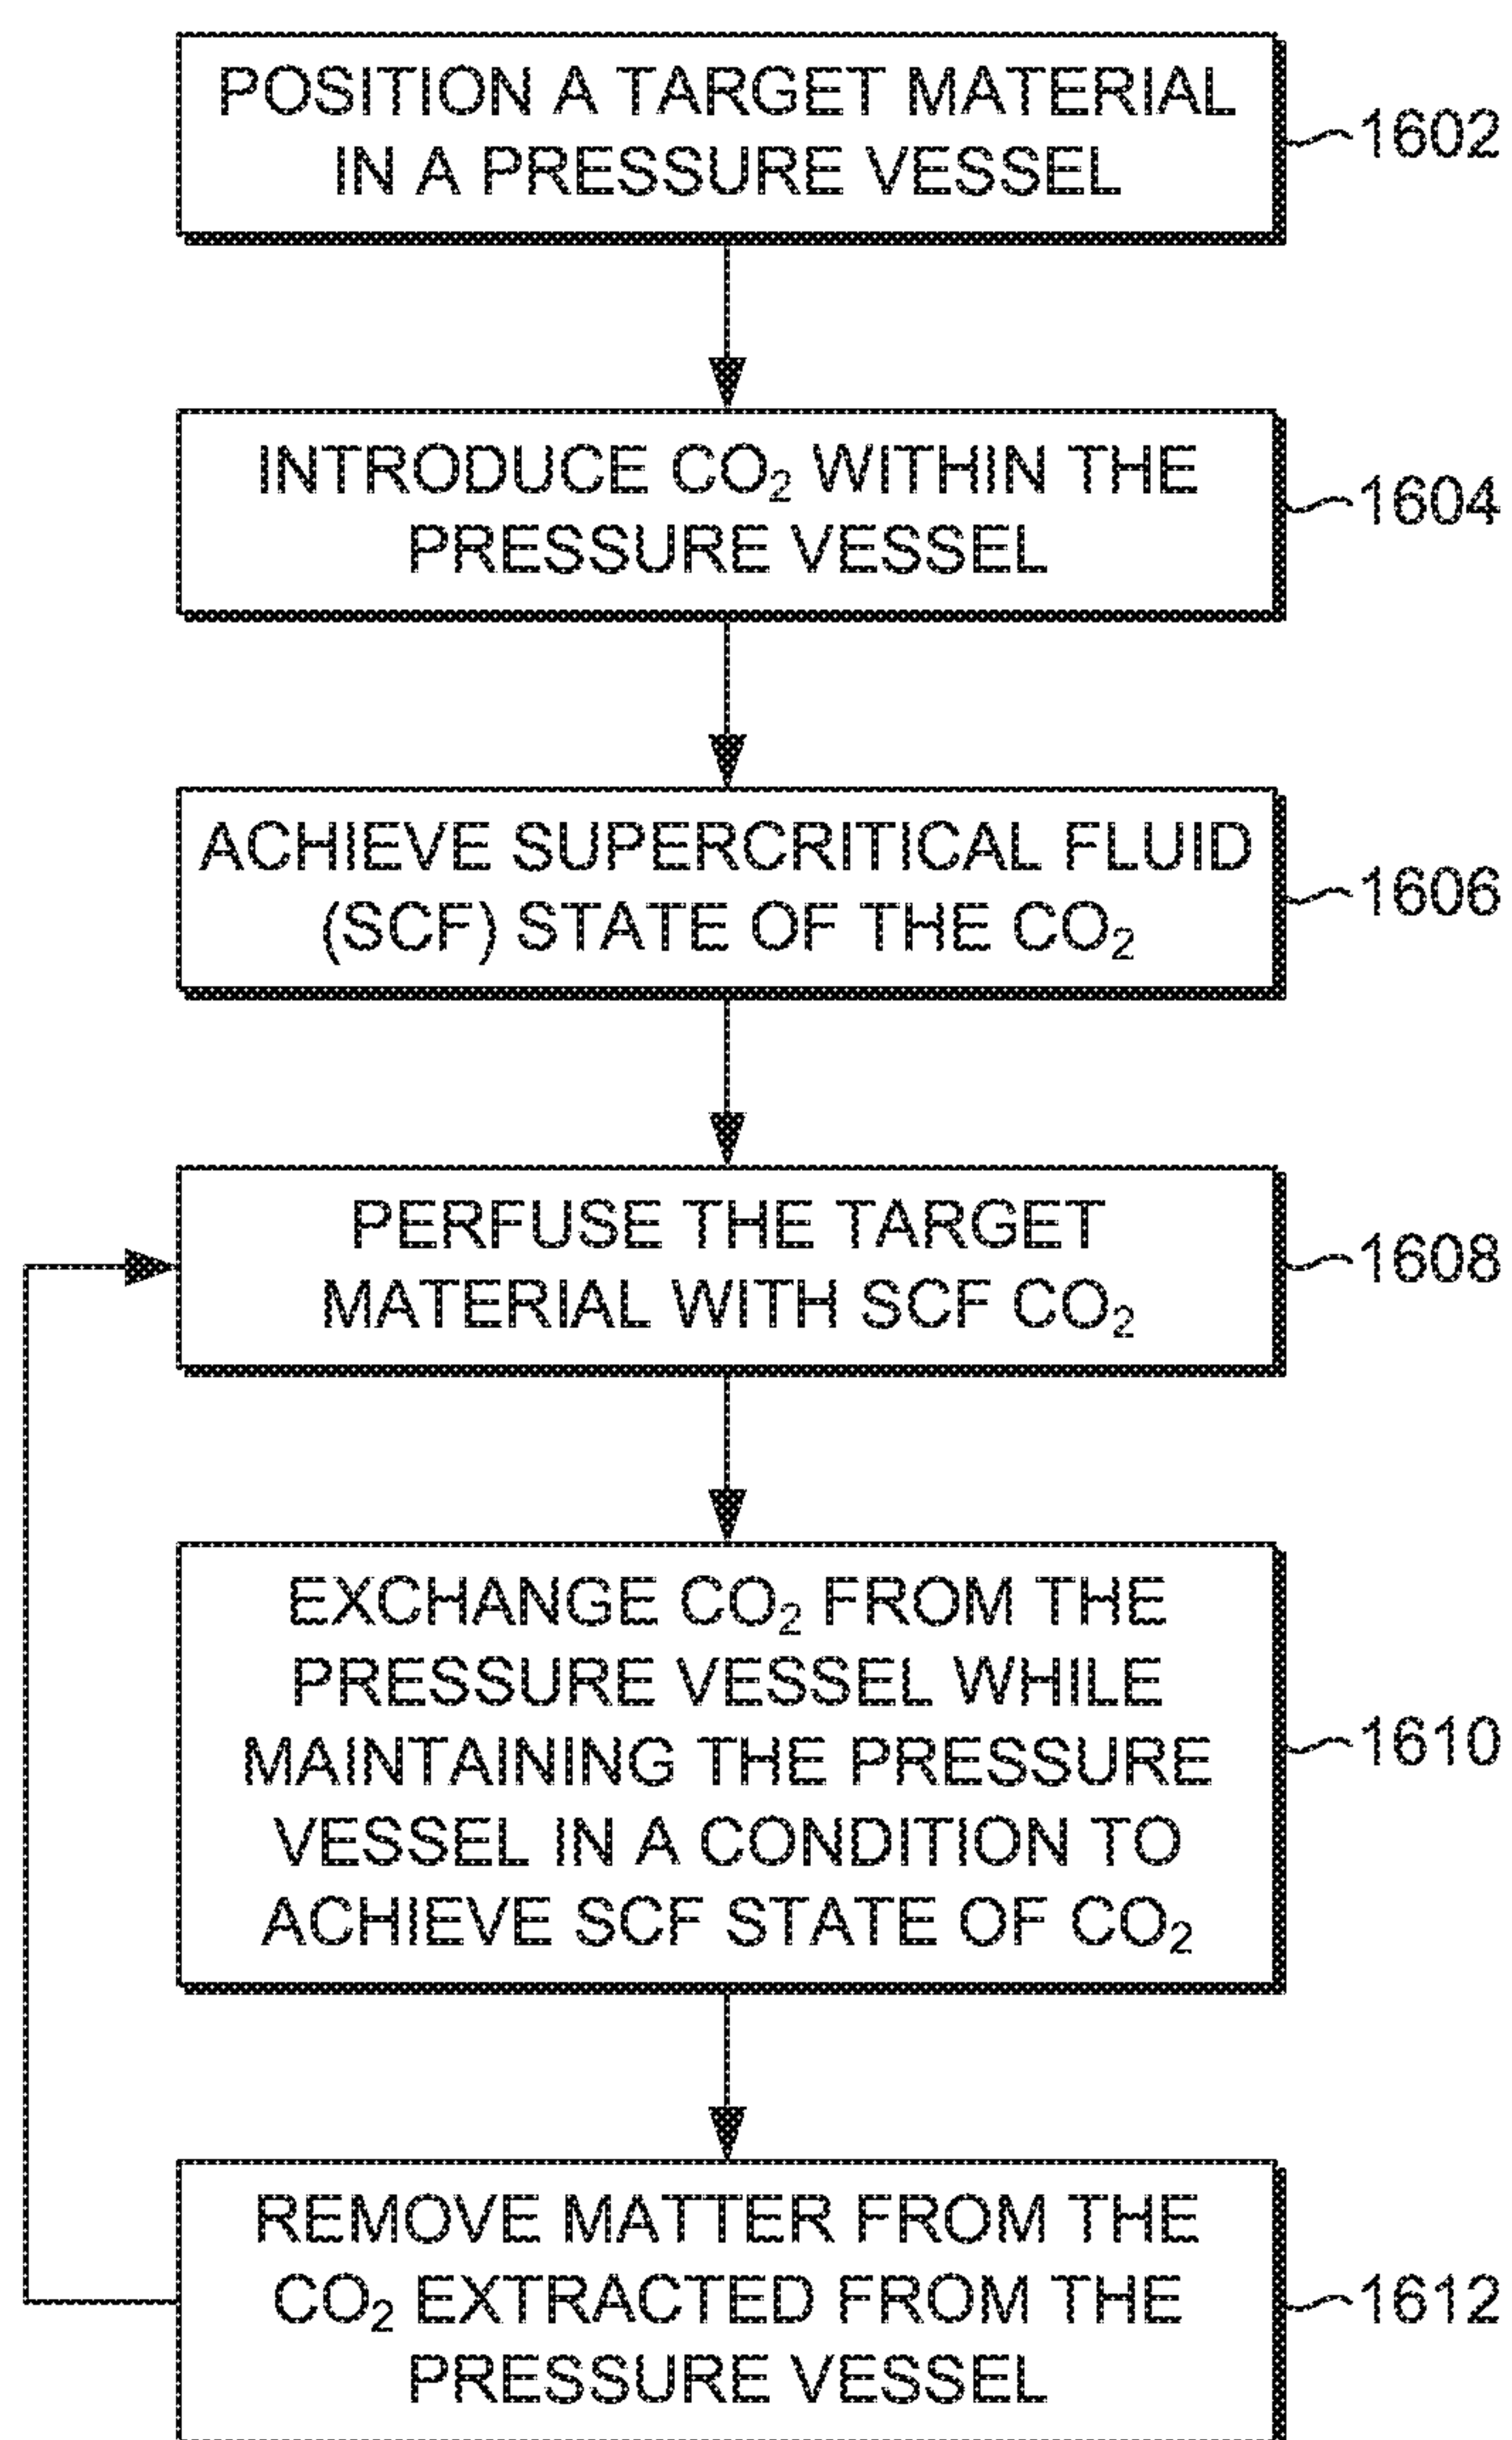 POSITION A TARGET MATERIAL
IN A PRESSURE VESSEL
1602
INTRODUCE CO₂ WITHIN THE
PRESSURE VESSEL
1604
ACHIEVE SUPERCRITICAL FLUID
(SCF) STATE OF THE CO₂
1606
PERFUSE THE TARGET
MATERIAL WITH SCF CO₂
1608
EXCHANGE CO₂ FROM THE
PRESSURE VESSEL WHILE
MAINTAINING THE PRESSURE
VESSEL IN A CONDITION TO
ACHIEVE SCF STATE OF CO₂
1610
REMOVE MATTER FROM THE
CO₂ EXTRACTED FROM THE
PRESSURE VESSEL
1612